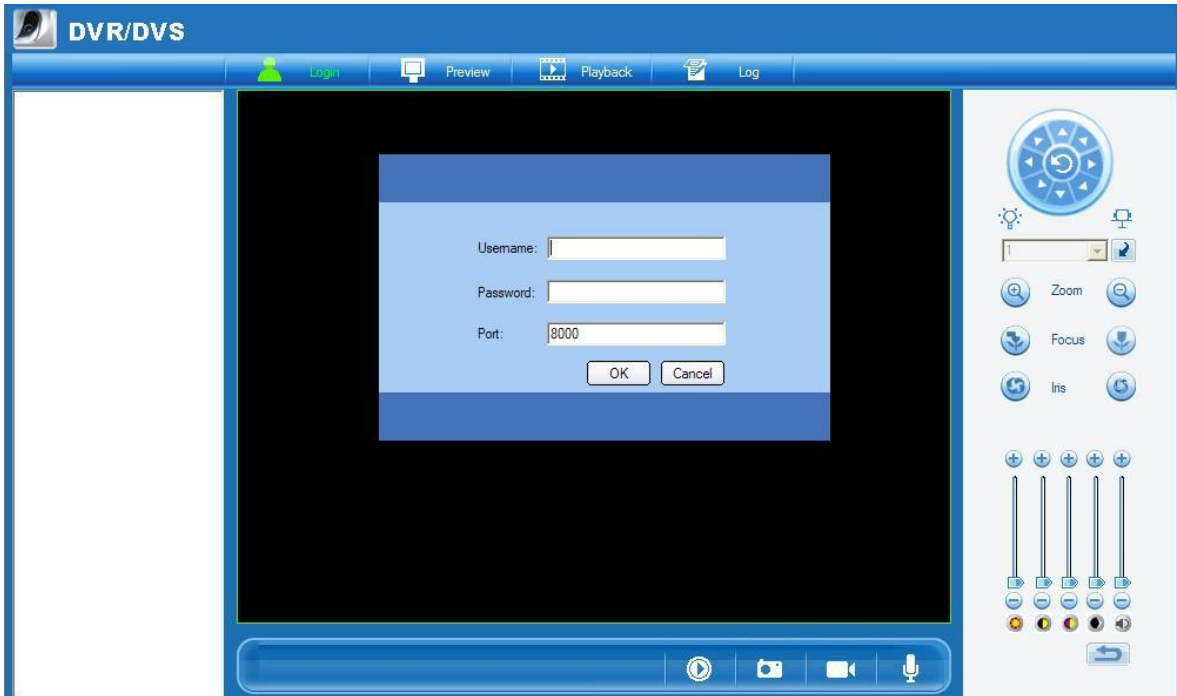 DVR/DVS
Login Preview Playback Log
Username:
Password:
Port: 8000
OK Cancel
1
Zoom
Focus
Iris